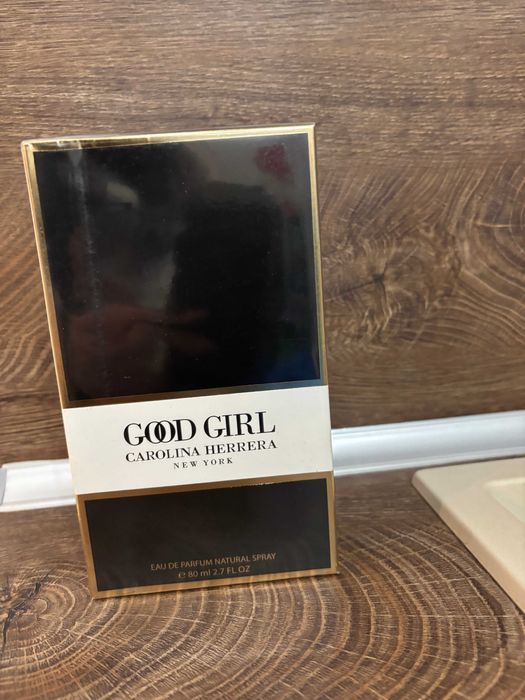 GOOD GIRL
CAROLINA HERRERA
NEW YORK
EAU DE PARFUM NATURAL SPRAY
℮ 80 ml 2.7 FL OZ